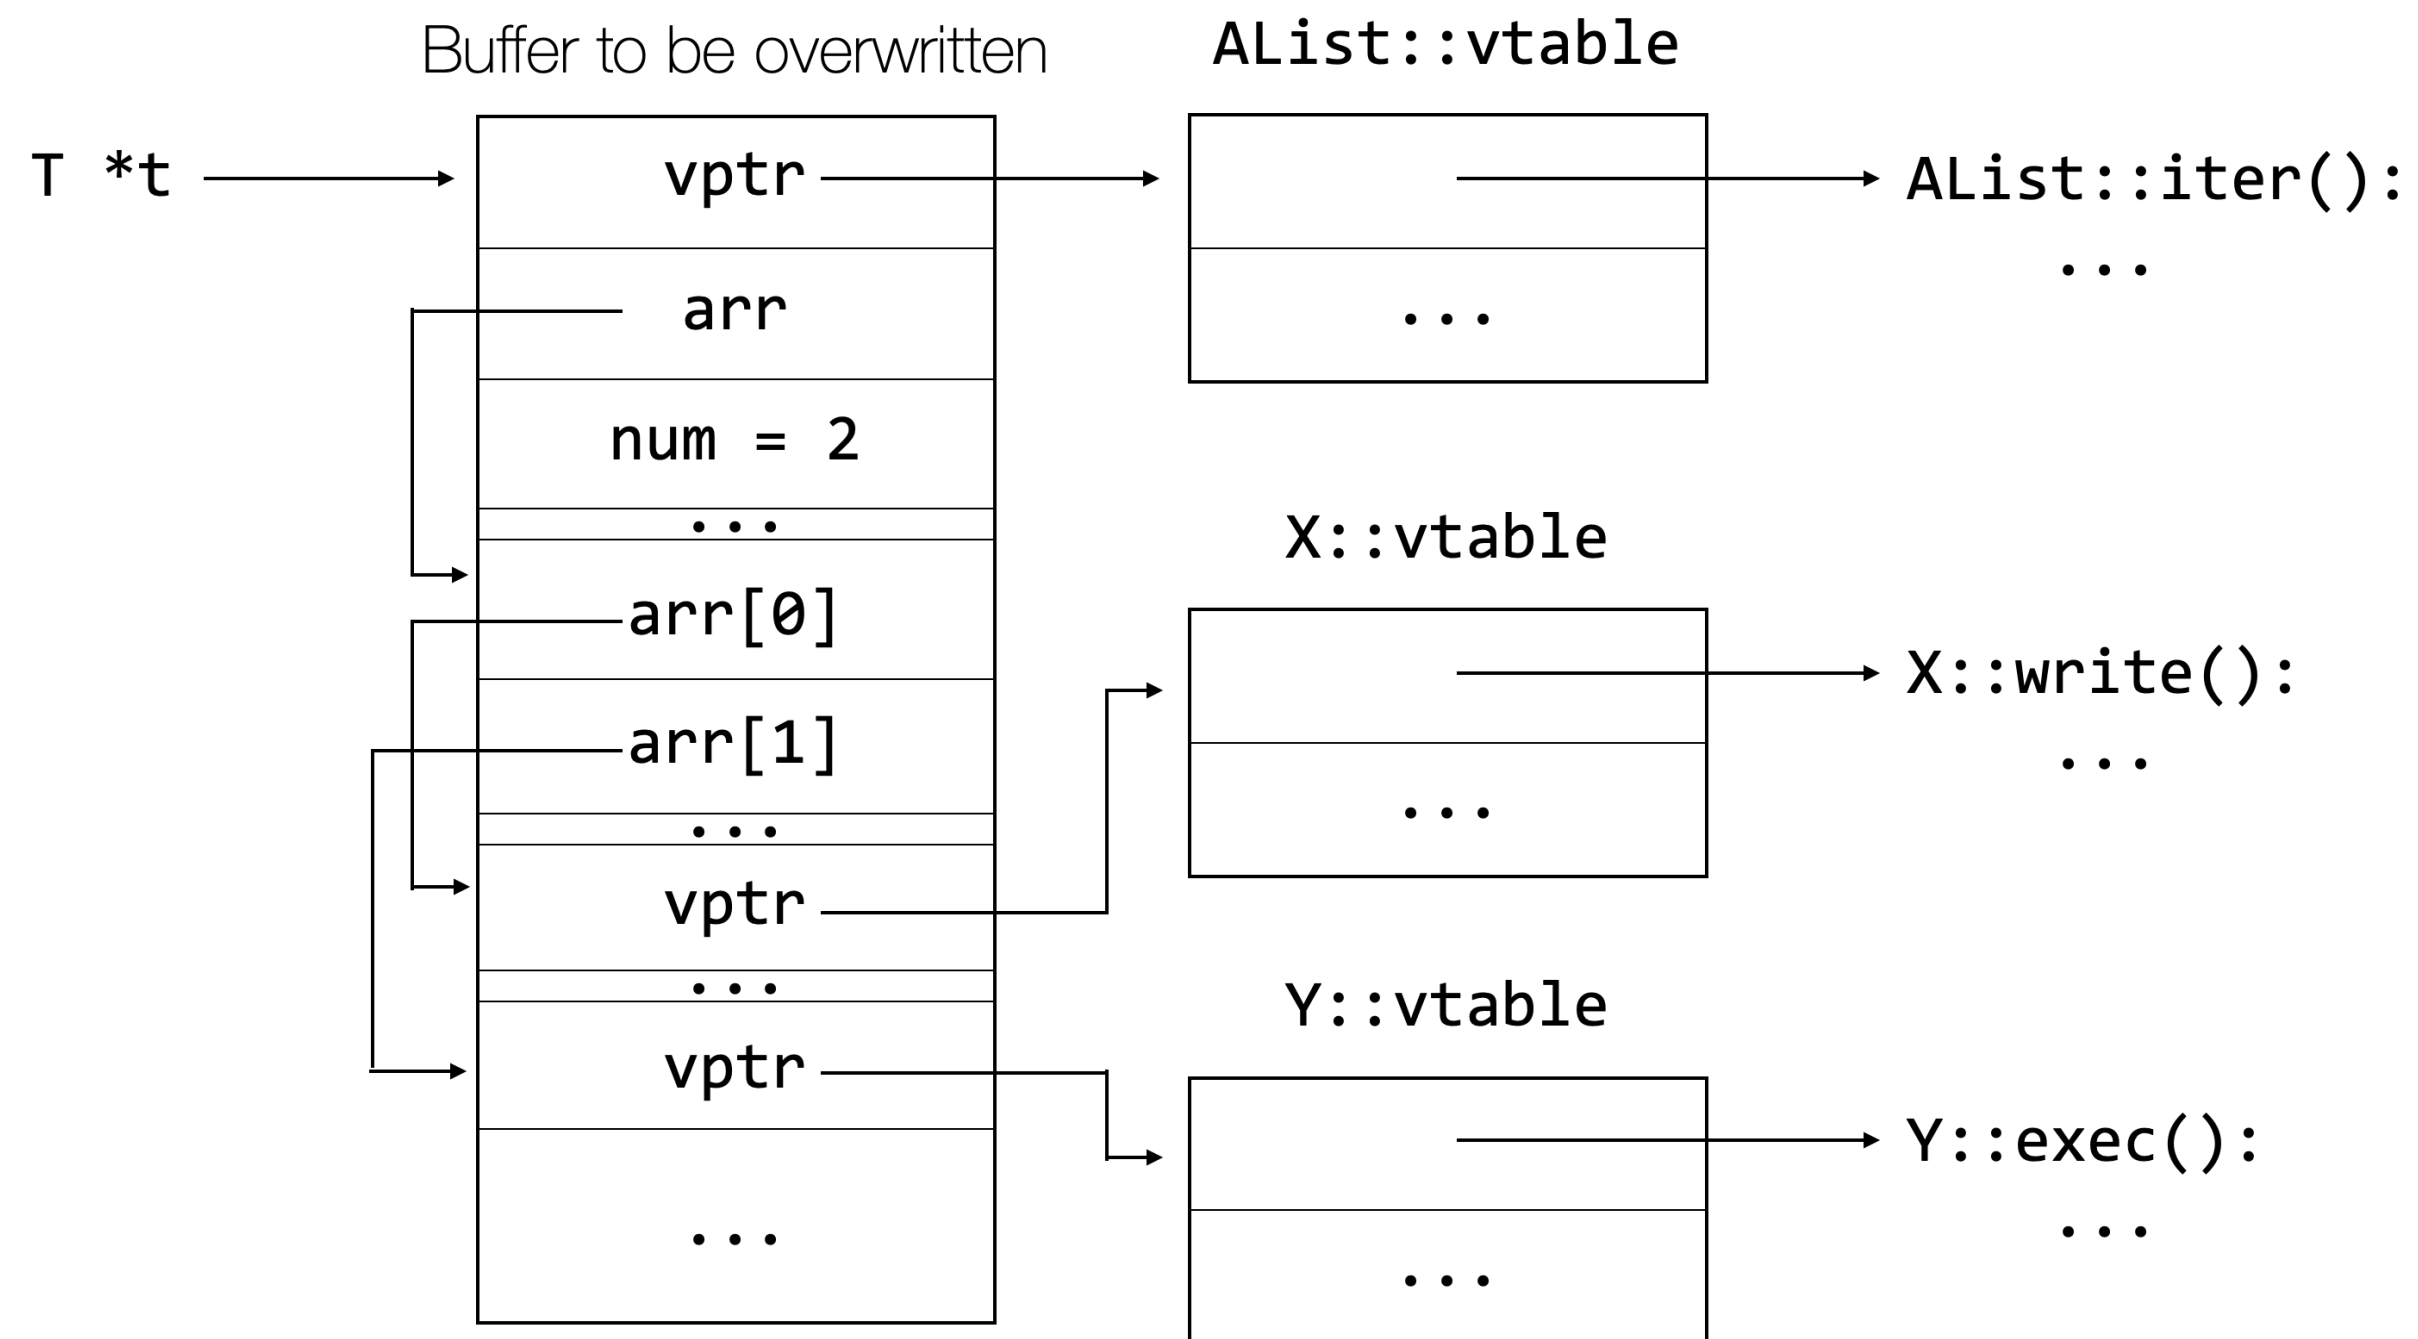 Buffer to be overwritten
T *t
vptr
arr
num = 2
...
arr[0]
arr[1]
...
vptr
...
vptr
...
AList::vtable
...
AList::iter():
...
X::vtable
...
X::write():
...
Y::vtable
...
Y::exec():
...